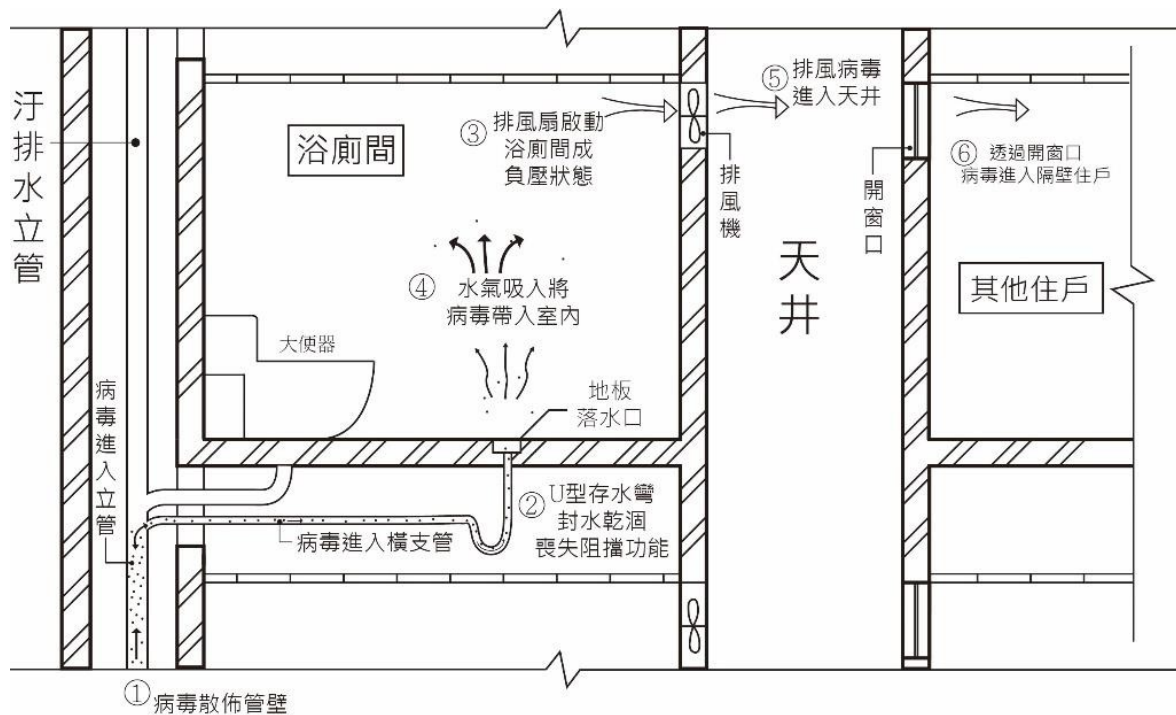 汙排水立管
浴廁間
③ 排風扇啟動
浴廁間成
負壓狀態
⑤ 排風病毒
進入天井
⑥ 透過開窗口
病毒進入隔壁住戶
排風機
開窗口
天井
其他住戶
④ 水氣吸入將
病毒帶入室內
大便器
地板
落水口
病毒進入立管
② U型存水彎
封水乾涸
喪失阻擋功能
病毒進入橫支管
① 病毒散佈管壁